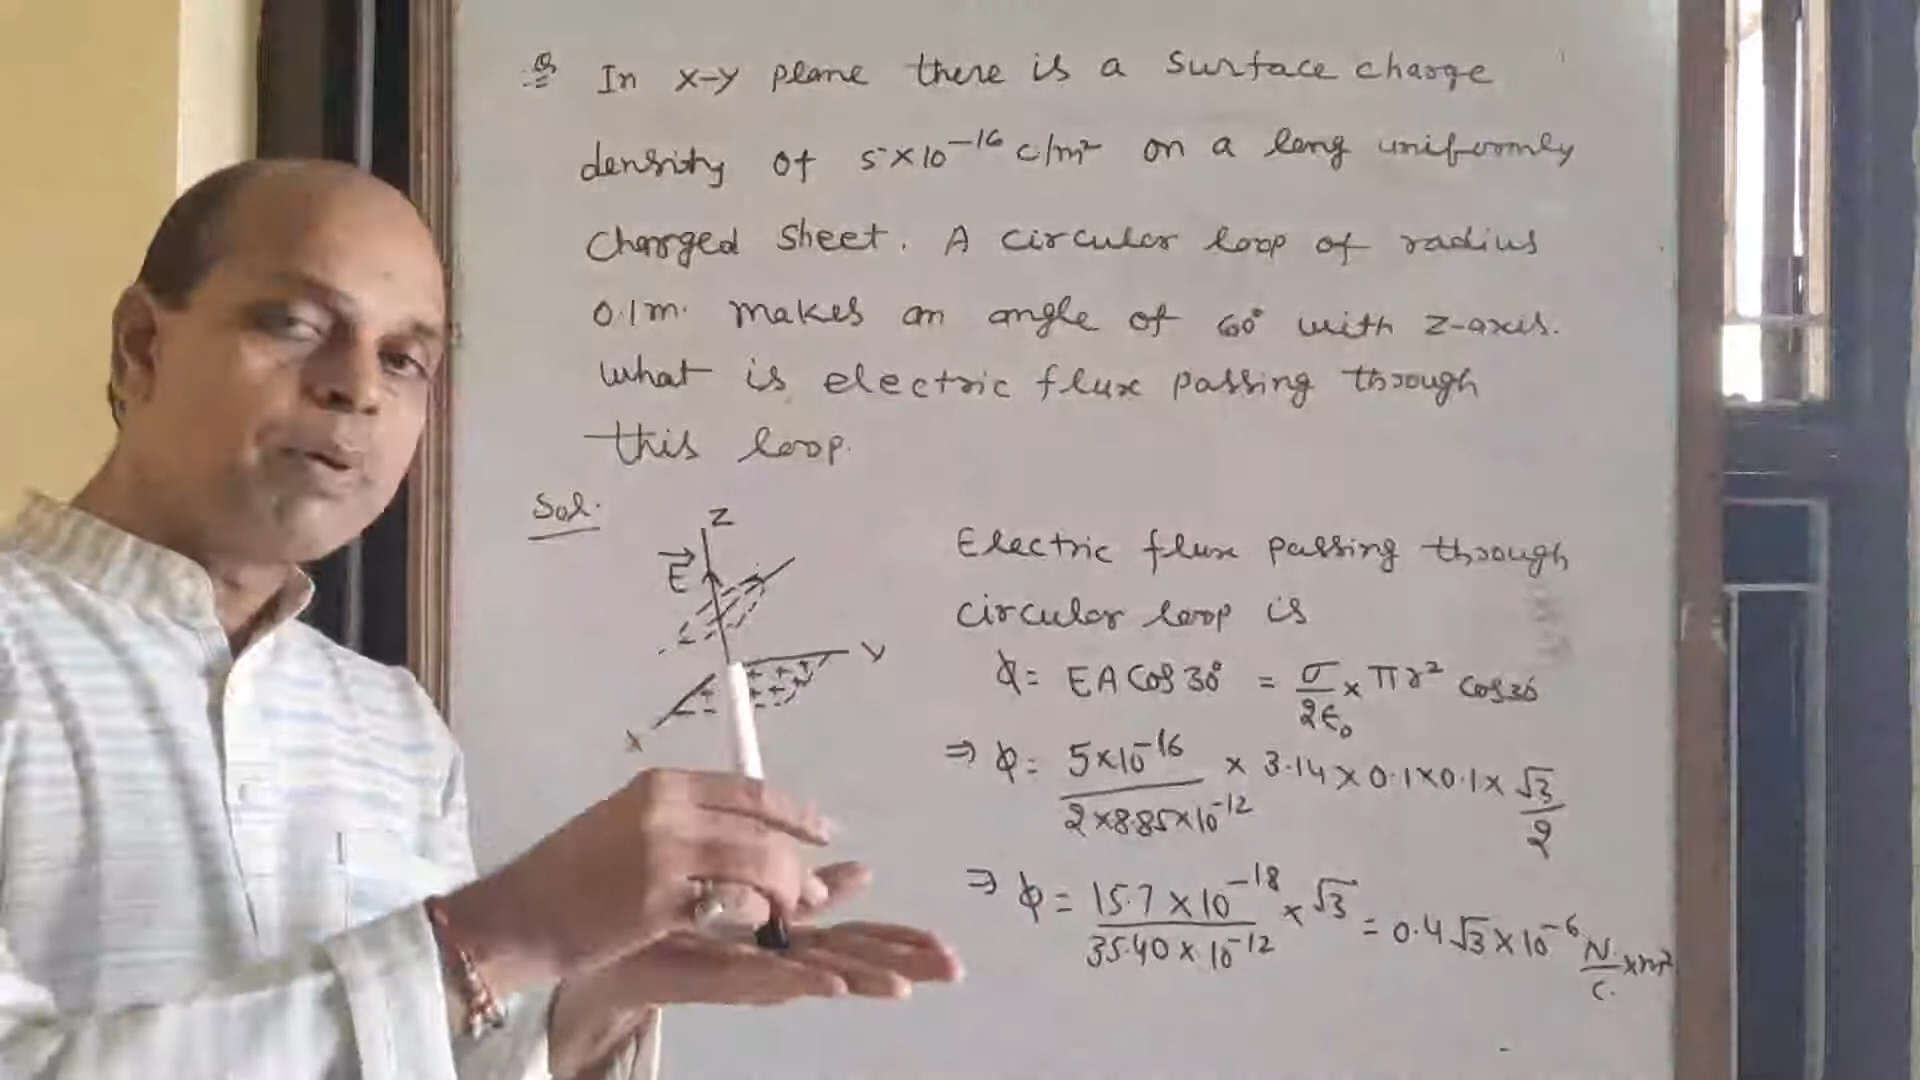 Q In x-y plane there is a surface charge
density of 5×10⁻¹⁶ c/m² on a long uniformly
charged sheet. A circular loop of radius
0.1m. makes an angle of 60° with z-axis.
What is electric flux passing through
this loop.
Sol.
Z
E⃗
Y
X
+ + + + + +
Electric flux passing through
circular loop is
ϕ = EA Cos 30° = σ/2ε₀ × πr² cos30°
⇒ ϕ = 5×10⁻¹⁶/2×8.85×10⁻¹² × 3.14×0.1×0.1×√3/2
⇒ ϕ = 15.7×10⁻¹⁸/35.40×10⁻¹² × √3 = 0.4√3×10⁻⁶ N/C. ×m²